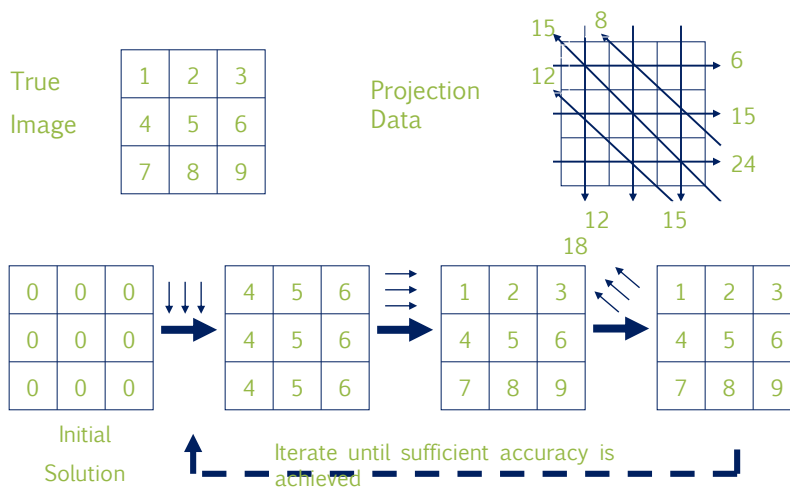 True
Image
1 2 3
4 5 6
7 8 9
Projection
Data
15 8
12
6
15
24
12 15
18
0 0 0
0 0 0
0 0 0
4 5 6
4 5 6
4 5 6
1 2 3
4 5 6
7 8 9
1 2 3
4 5 6
7 8 9
Initial
Solution
Iterate until sufficient accuracy is
achieved